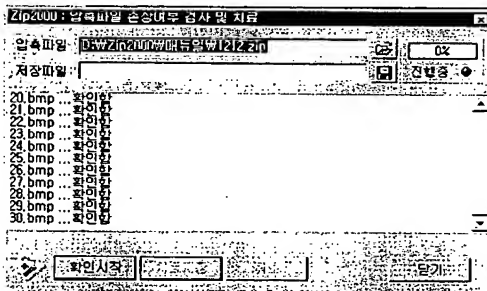 Zip2000 : 압축파일 손상여부 검사 및 치료
압축파일 D:₩Zip2000₩매뉴얼₩1212.zip
0%
저장파일
진행중
20.bmp ... 확인함
21.bmp ... 확인함
22.bmp ... 확인함
23.bmp ... 확인함
24.bmp ... 확인함
25.bmp ... 확인함
26.bmp ... 확인함
27.bmp ... 확인함
28.bmp ... 확인함
29.bmp ... 확인함
30.bmp ... 확인함
확인시작
닫기